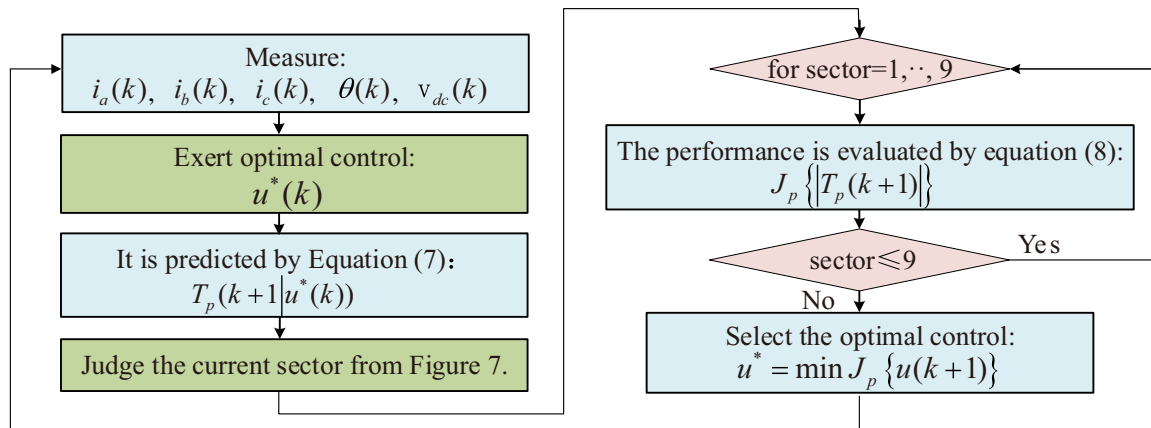 Measure:
i_a(k), i_b(k), i_c(k), θ(k), v_dc(k)
Exert optimal control:
u^*(k)
It is predicted by Equation (7)：
T_p(k+1|u^*(k))
Judge the current sector from Figure 7.
for sector=1,··, 9
The performance is evaluated by equation (8):
J_p{|T_p(k+1)|}
sector≤9
Yes
No
Select the optimal control:
u^* = min J_p{u(k+1)}